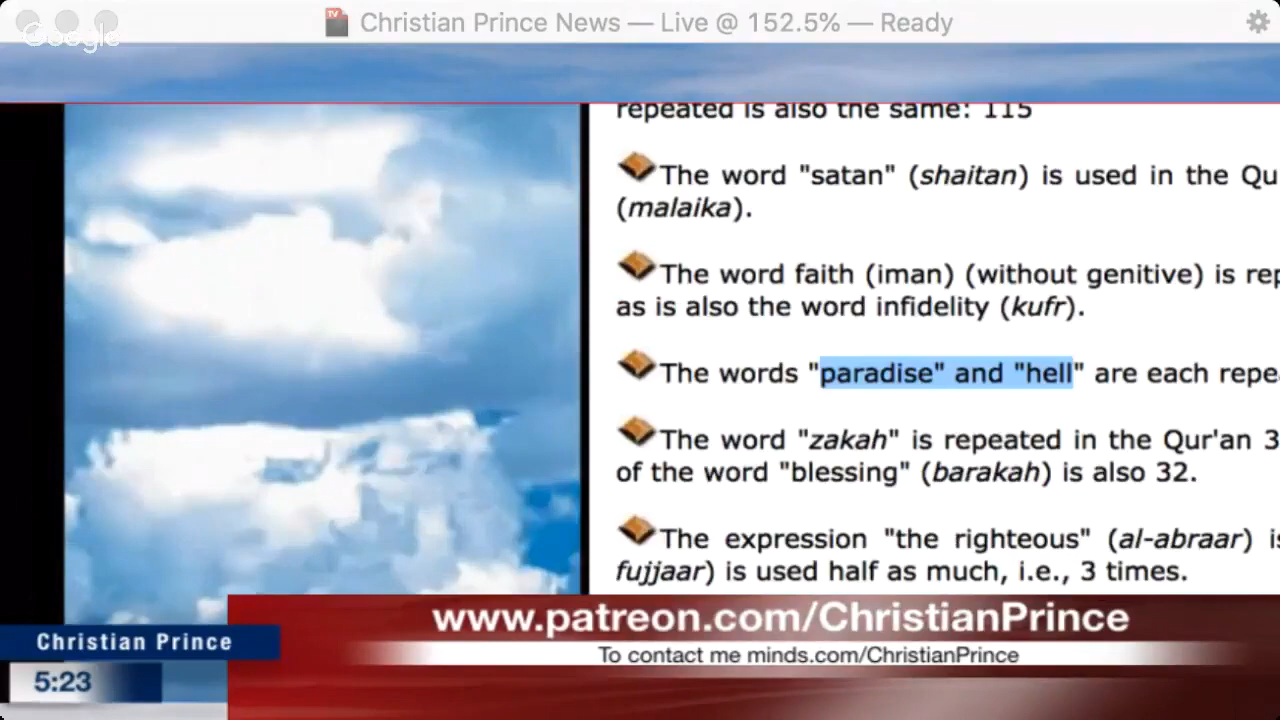 Christian Prince News — Live @ 152.5% — Ready
Google
repeated is also the same: 115
The word "satan" (shaitan) is used in the Qu
(malaika).
The word faith (iman) (without genitive) is rep
as is also the word infidelity (kufr).
The words "paradise" and "hell" are each repea
The word "zakah" is repeated in the Qur'an 3
of the word "blessing" (barakah) is also 32.
The expression "the righteous" (al-abraar) is
fujjaar) is used half as much, i.e., 3 times.
www.patreon.com/ChristianPrince
To contact me minds.com/ChristianPrince
Christian Prince
5:23